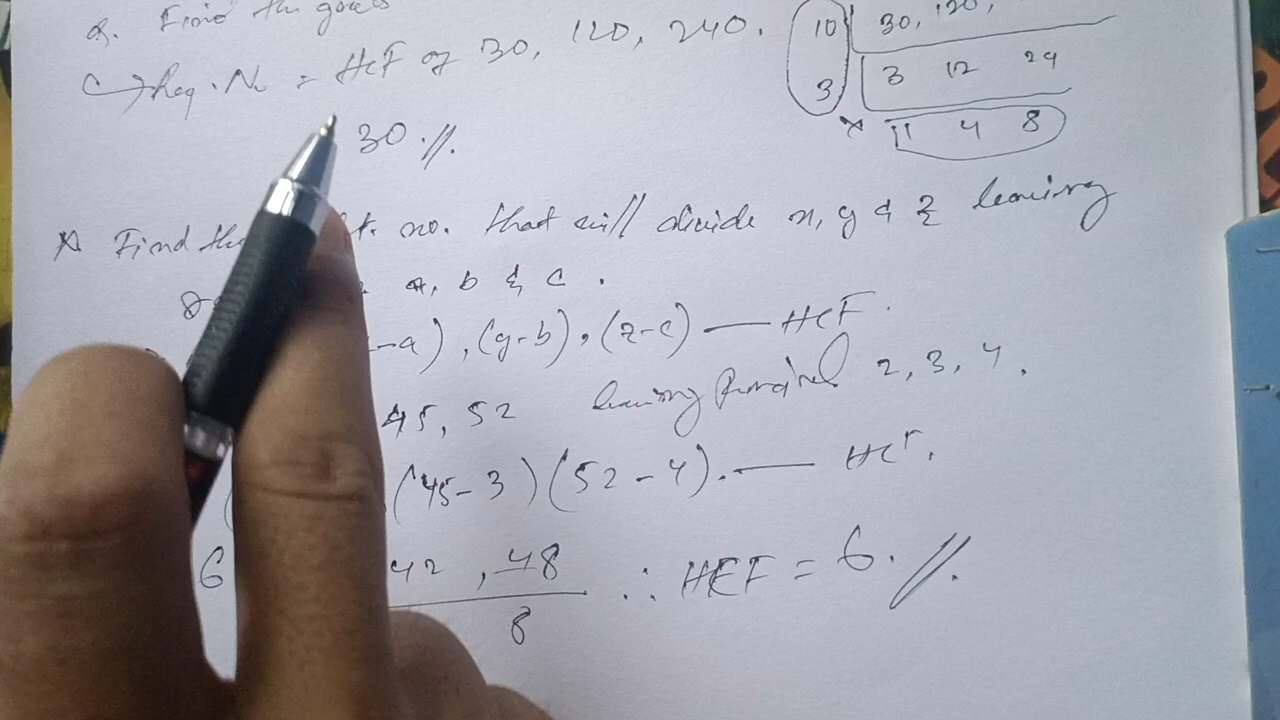 Q. Find the
10 30, 120,
Req. No = HCF of 30, 120, 240.
3 3 12 24
30 //.
1 4 8
Find the no. that will divide x, y & z leaving
a, b & c.
-a), (y-b), (z-c) — HCF.
45, 52 leaving 2, 3, 4.
(45-3) (52-4). — HCF.
6 42, 48 ∴ HCF = 6. //.
8